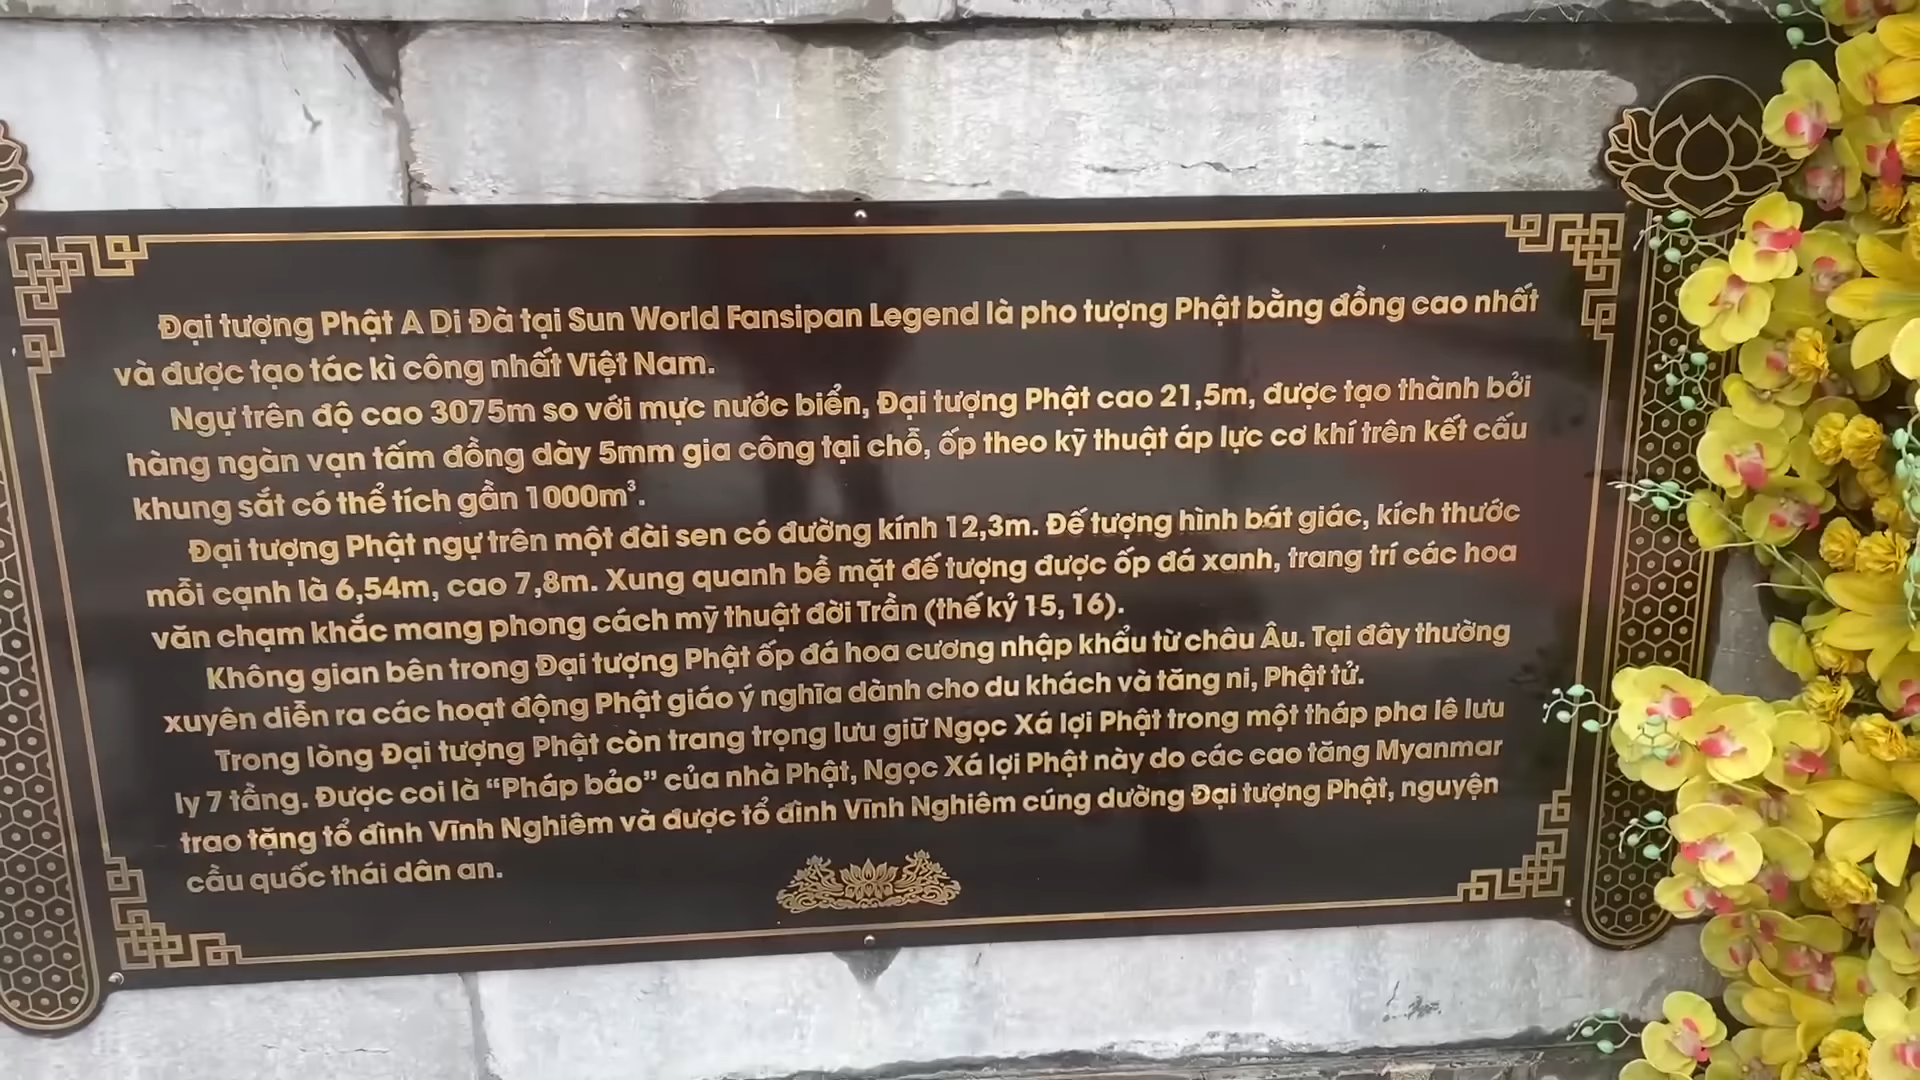 Đại tượng Phật A Di Đà tại Sun World Fansipan Legend là pho tượng Phật bằng đồng cao nhất
và được tạo tác kì công nhất Việt Nam.
Ngự trên độ cao 3075m so với mực nước biển, Đại tượng Phật cao 21,5m, được tạo thành bởi
hàng ngàn vạn tấm đồng dày 5mm gia công tại chỗ, ốp theo kỹ thuật áp lực cơ khí trên kết cấu
khung sắt có thể tích gần 1000m³.
Đại tượng Phật ngự trên một đài sen có đường kính 12,3m. Đế tượng hình bát giác, kích thước
mỗi cạnh là 6,54m, cao 7,8m. Xung quanh bề mặt đế tượng được ốp đá xanh, trang trí các hoa
văn chạm khắc mang phong cách mỹ thuật đời Trần (thế kỷ 15, 16).
Không gian bên trong Đại tượng Phật ốp đá hoa cương nhập khẩu từ châu Âu. Tại đây thường
xuyên diễn ra các hoạt động Phật giáo ý nghĩa dành cho du khách và tăng ni, Phật tử.
Trong lòng Đại tượng Phật còn trang trọng lưu giữ Ngọc Xá lợi Phật trong một tháp pha lê lưu
ly 7 tầng. Được coi là “Pháp bảo” của nhà Phật, Ngọc Xá lợi Phật này do các cao tăng Myanmar
trao tặng tổ đình Vĩnh Nghiêm và được tổ đình Vĩnh Nghiêm cúng dường Đại tượng Phật, nguyện
cầu quốc thái dân an.